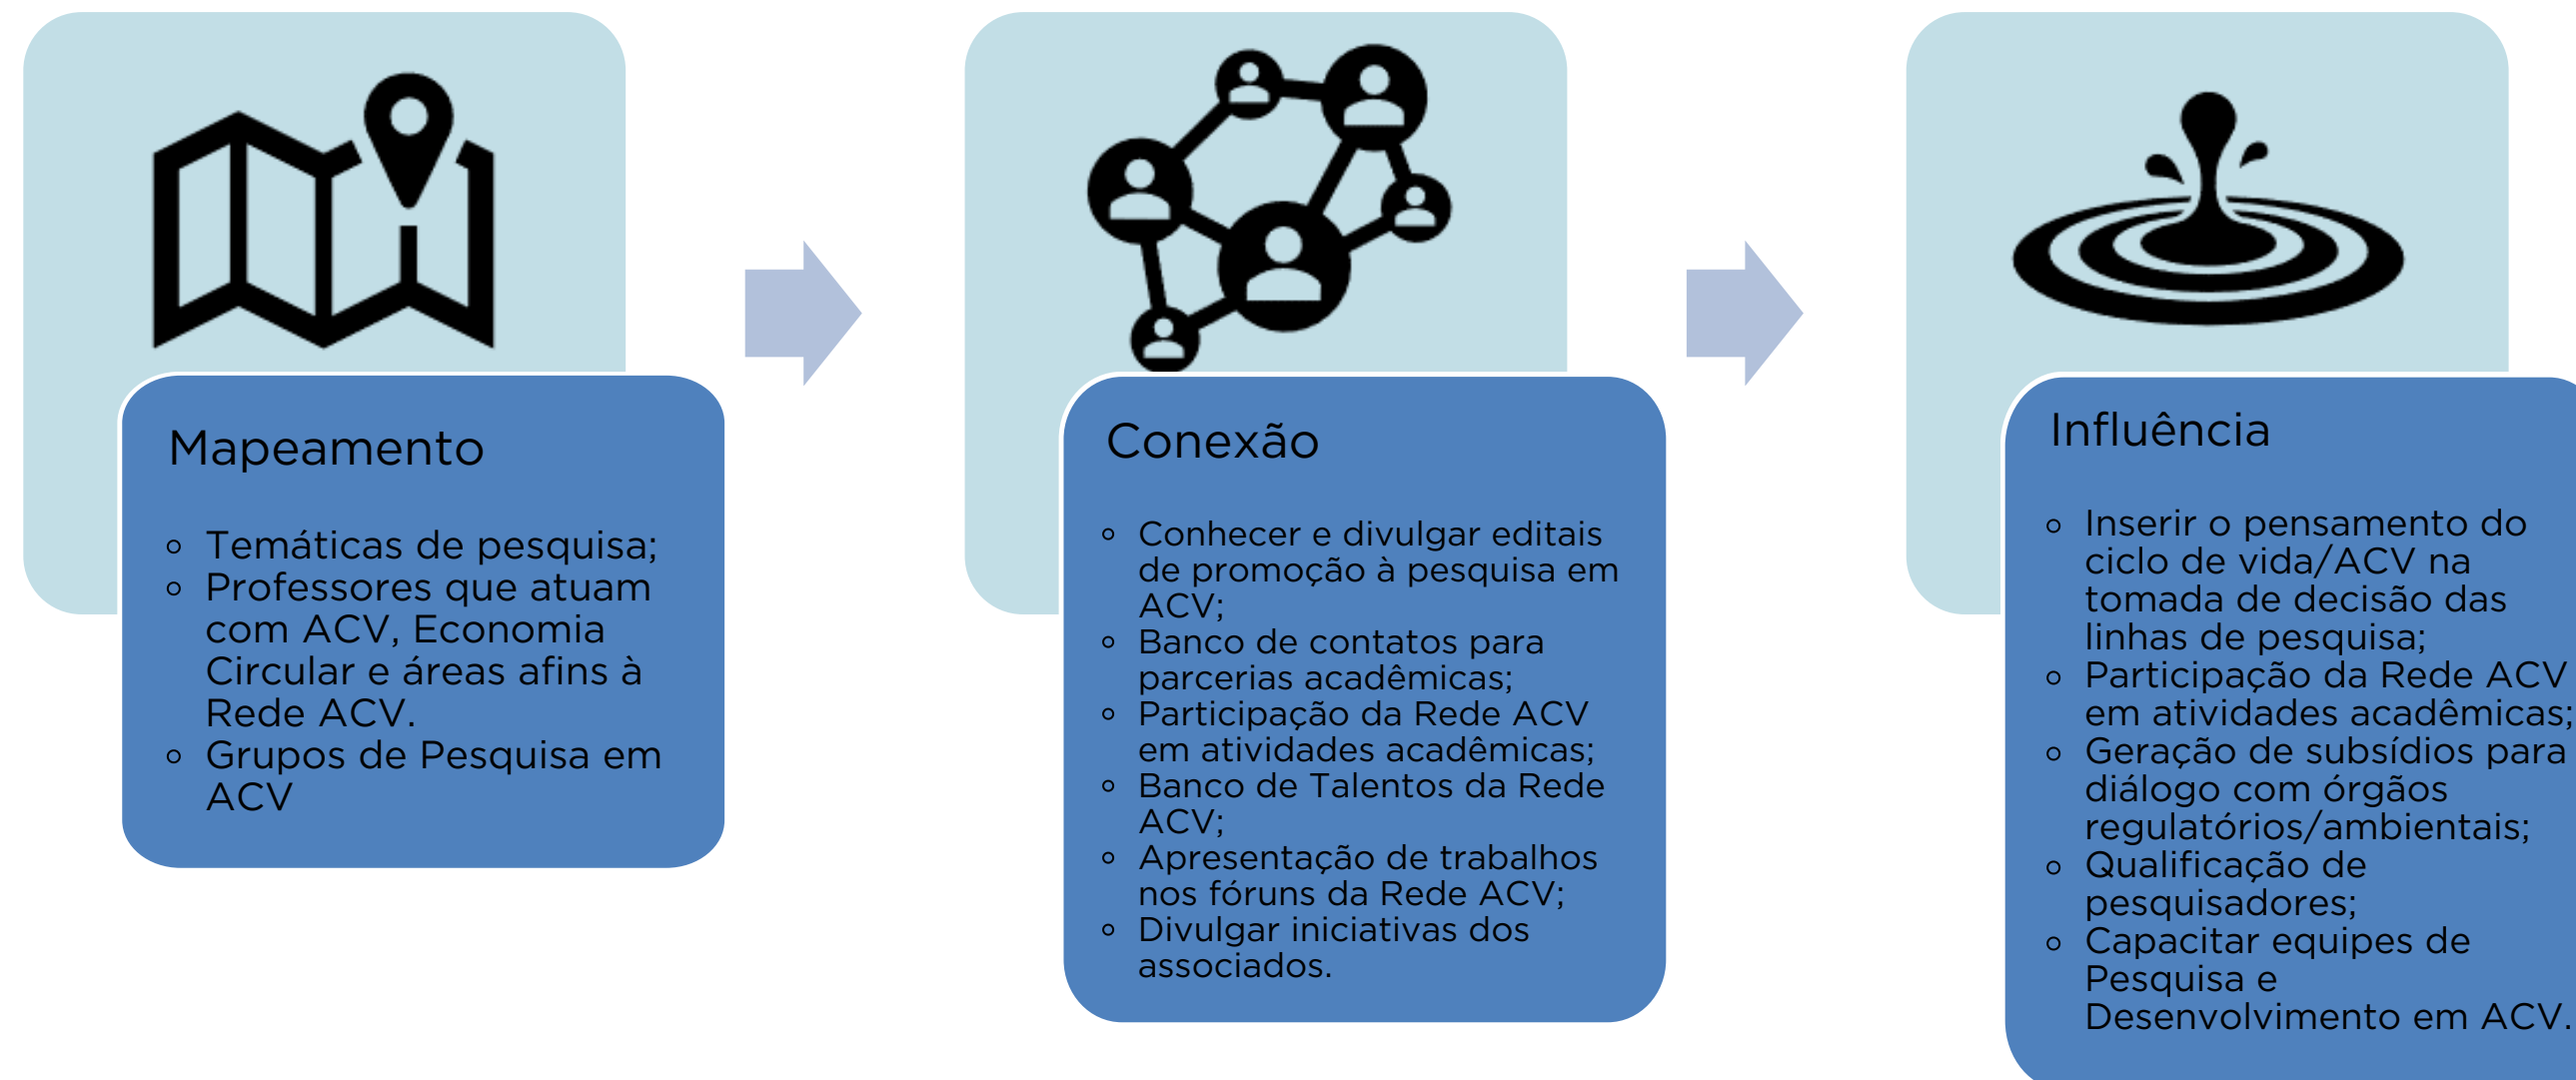 Mapeamento
Temáticas de pesquisa;
Professores que atuam
com ACV, Economia
Circular e áreas afins à
Rede ACV.
Grupos de Pesquisa em
ACV
Conexão
Conhecer e divulgar editais
de promoção à pesquisa em
ACV;
Banco de contatos para
parcerias acadêmicas;
Participação da Rede ACV
em atividades acadêmicas;
Banco de Talentos da Rede
ACV;
Apresentação de trabalhos
nos fóruns da Rede ACV;
Divulgar iniciativas dos
associados.
Influência
Inserir o pensamento do
ciclo de vida/ACV na
tomada de decisão das
linhas de pesquisa;
Participação da Rede ACV
em atividades acadêmicas;
Geração de subsídios para
diálogo com órgãos
regulatórios/ambientais;
Qualificação de
pesquisadores;
Capacitar equipes de
Pesquisa e
Desenvolvimento em ACV.